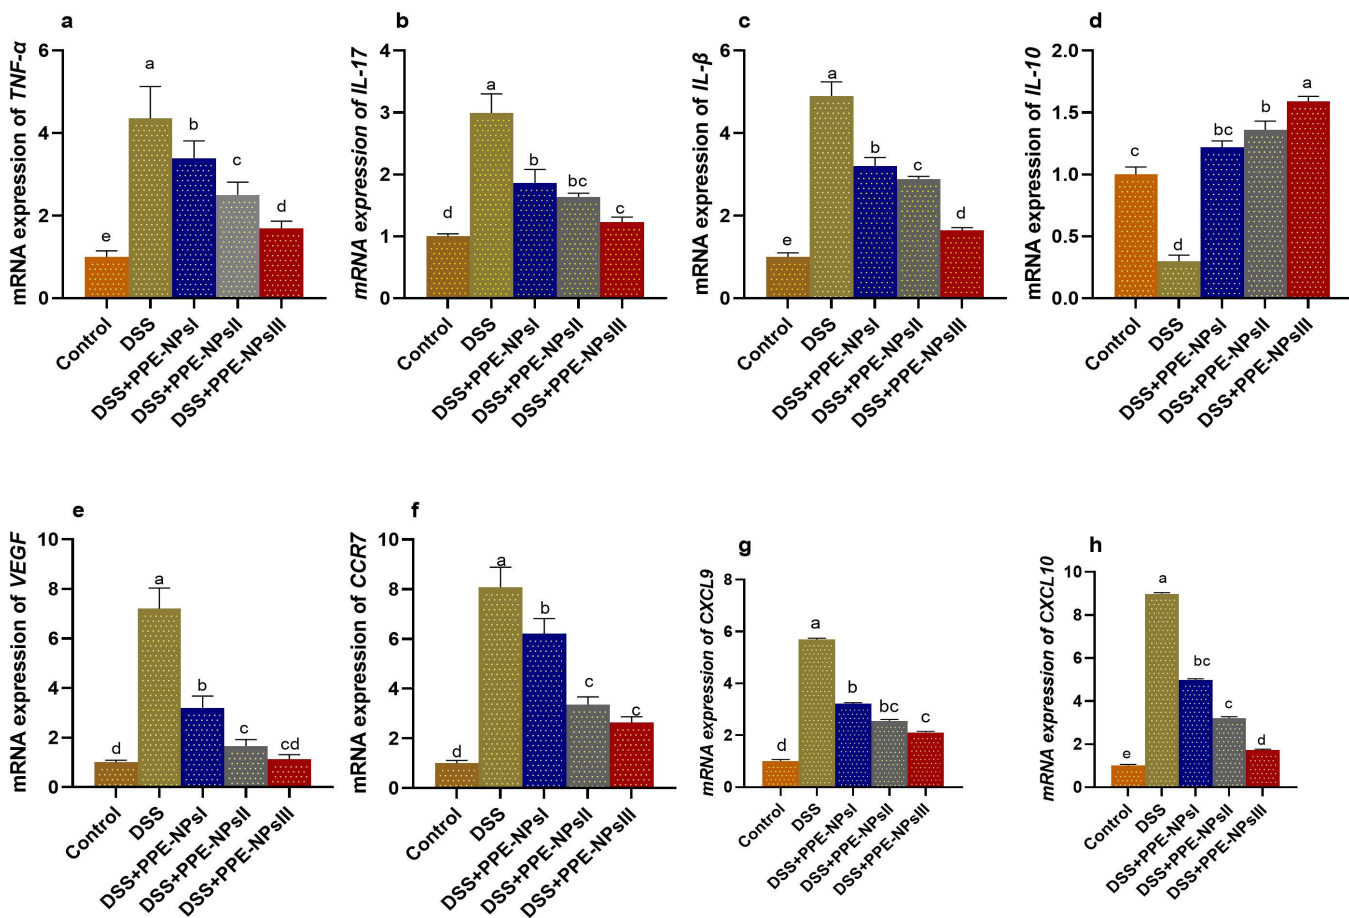 a
mRNA expression of TNF-α
6
4
2
0
a
b
c
d
e
Control
DSS
DSS+PPE-NPsI
DSS+PPE-NPsII
DSS+PPE-NPsIII
b
mRNA expression of IL-17
4
3
2
1
0
d
a
b
bc
c
Control
DSS
DSS+PPE-NPsI
DSS+PPE-NPsII
DSS+PPE-NPsIII
c
mRNA expression of IL-β
6
4
2
0
e
a
b
c
d
Control
DSS
DSS+PPE-NPsI
DSS+PPE-NPsII
DSS+PPE-NPsIII
d
mRNA expression of IL-10
2.0
1.5
1.0
0.5
0.0
c
d
bc
b
a
Control
DSS
DSS+PPE-NPsI
DSS+PPE-NPsII
DSS+PPE-NPsIII
e
mRNA expression of VEGF
10
8
6
4
2
0
d
a
b
c
cd
Control
DSS
DSS+PPE-NPsI
DSS+PPE-NPsII
DSS+PPE-NPsIII
f
mRNA expression of CCR7
10
8
6
4
2
0
d
a
b
c
c
Control
DSS
DSS+PPE-NPsI
DSS+PPE-NPsII
DSS+PPE-NPsIII
g
mRNA expression of CXCL9
8
6
4
2
0
d
a
b
bc
c
Control
DSS
DSS+PPE-NPsI
DSS+PPE-NPsII
DSS+PPE-NPsIII
h
mRNA expression of CXCL10
10
8
6
4
2
0
e
a
bc
c
d
Control
DSS
DSS+PPE-NPsI
DSS+PPE-NPsII
DSS+PPE-NPsIII